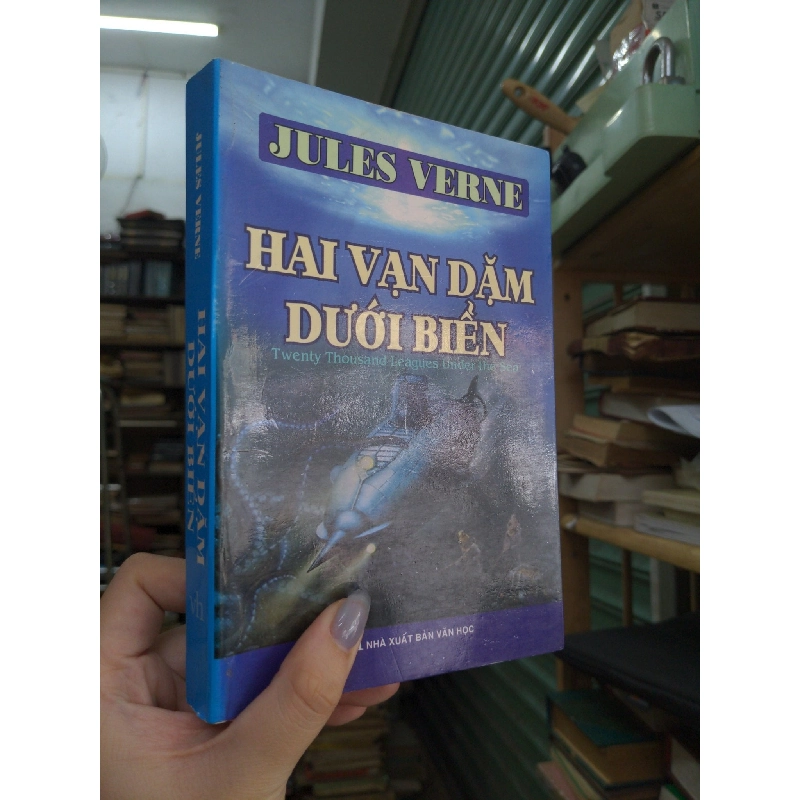 JULES VERNE
HAI VẠN DẶM
DƯỚI BIỂN
Twenty Thousand Leagues Under the Sea
NHÀ XUẤT BẢN VĂN HỌC
JULES VERNE
HAI VẠN DẶM
DƯỚI BIỂN
vh